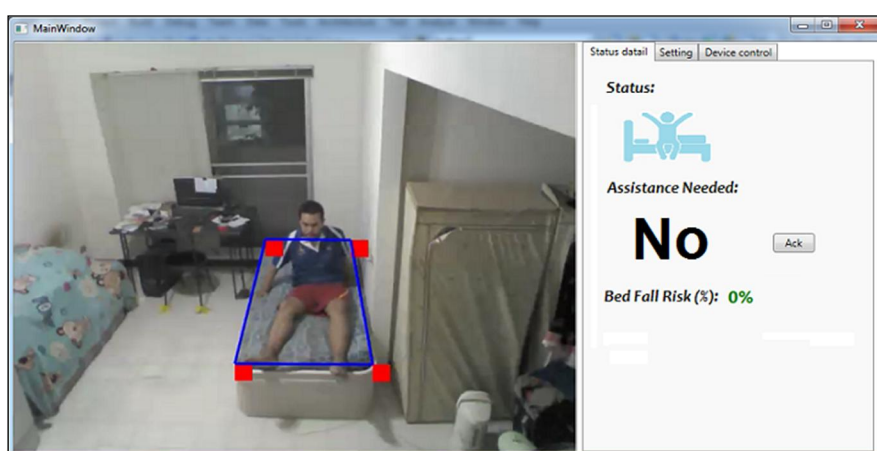 MainWindow
Status datail Setting Device control
Status:
Assistance Needed:
No
Ack
Bed Fall Risk (%): 0%